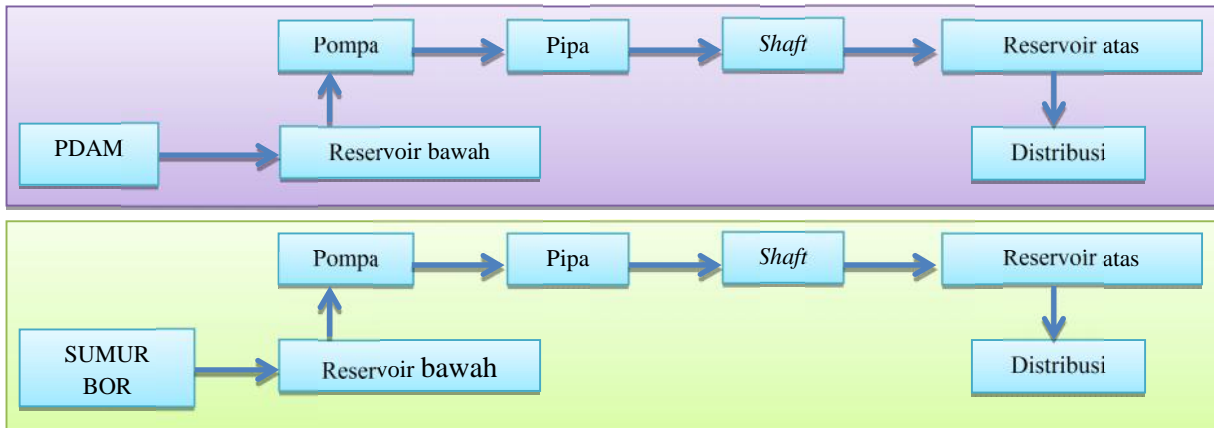 Pompa
Pipa
Shaft
Reservoir atas
PDAM
Reservoir bawah
Distribusi
Pompa
Pipa
Shaft
Reservoir atas
SUMUR
BOR
Reservoir bawah
Distribusi